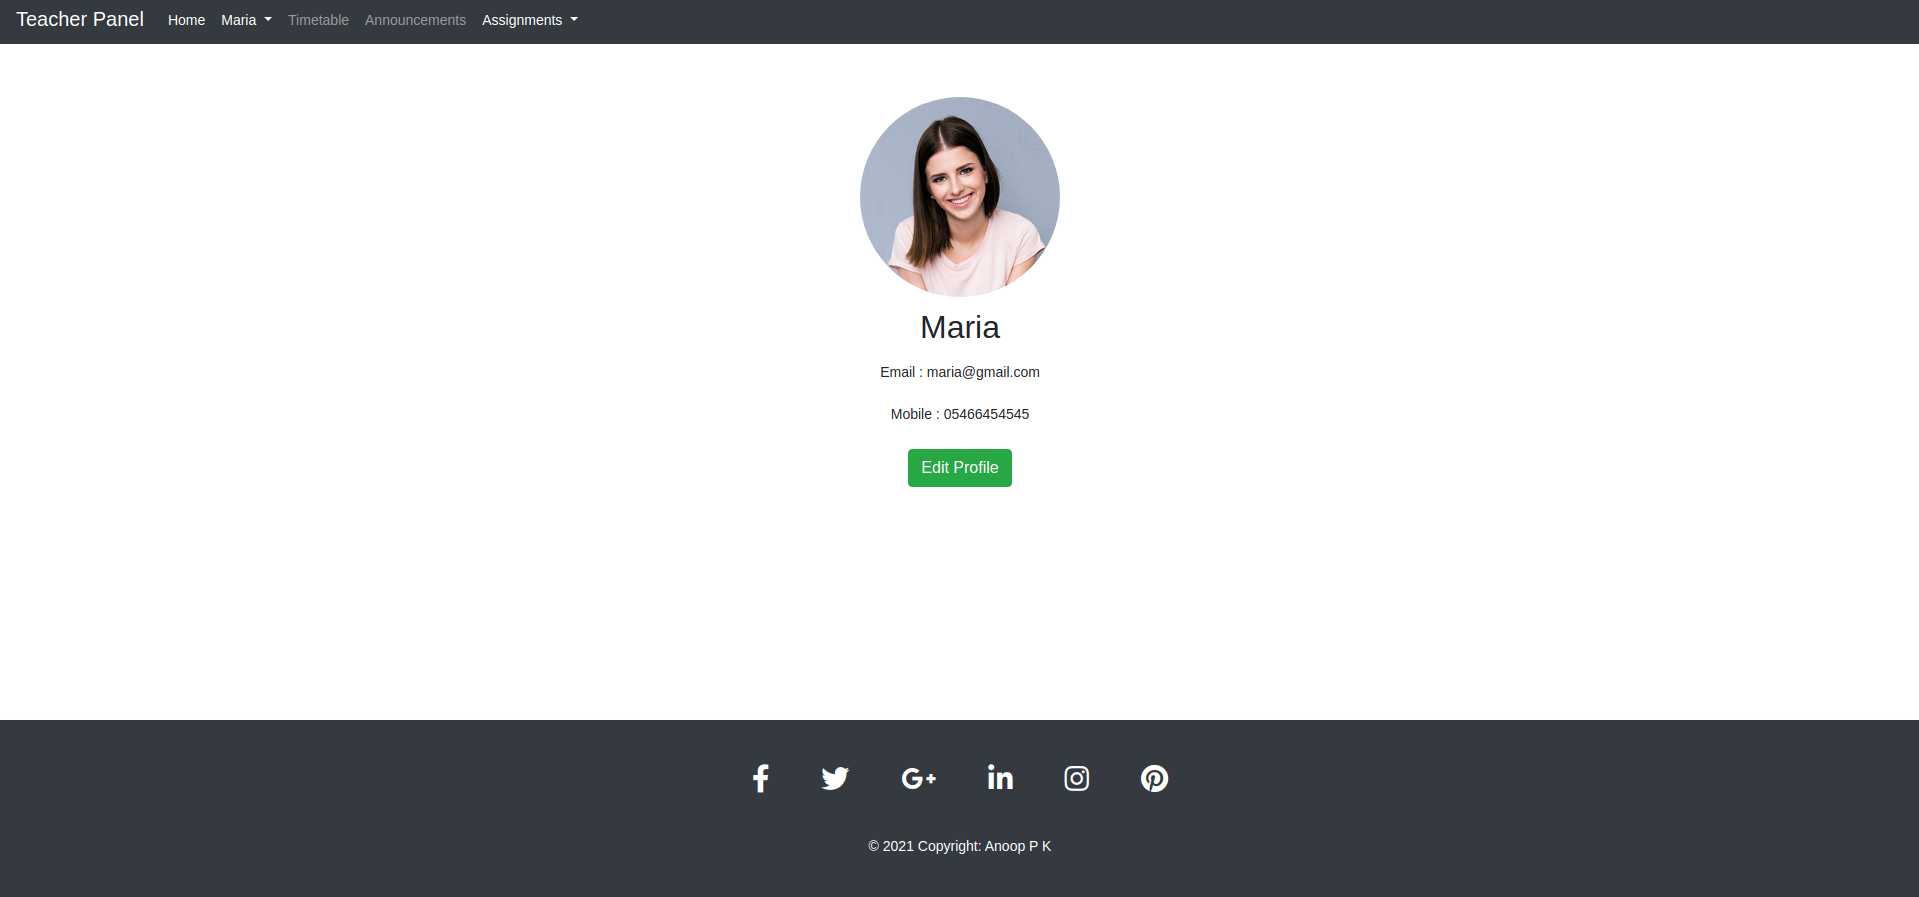 Teacher Panel Home Maria Timetable Announcements Assignments
Maria
Email : maria@gmail.com
Mobile : 05466454545
Edit Profile
© 2021 Copyright: Anoop P K